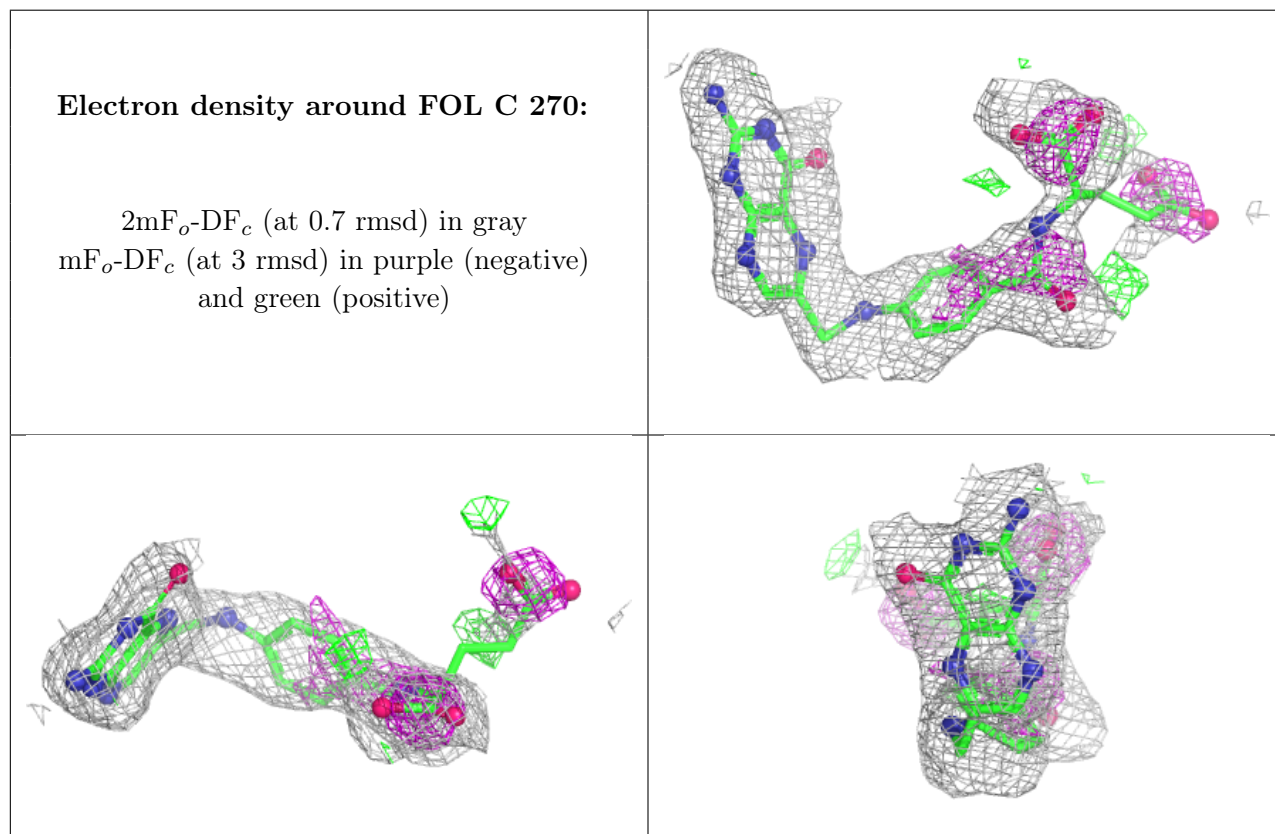 Electron density around FOL C 270:
2mFo-DFc (at 0.7 rmsd) in gray
mFo-DFc (at 3 rmsd) in purple (negative)
and green (positive)